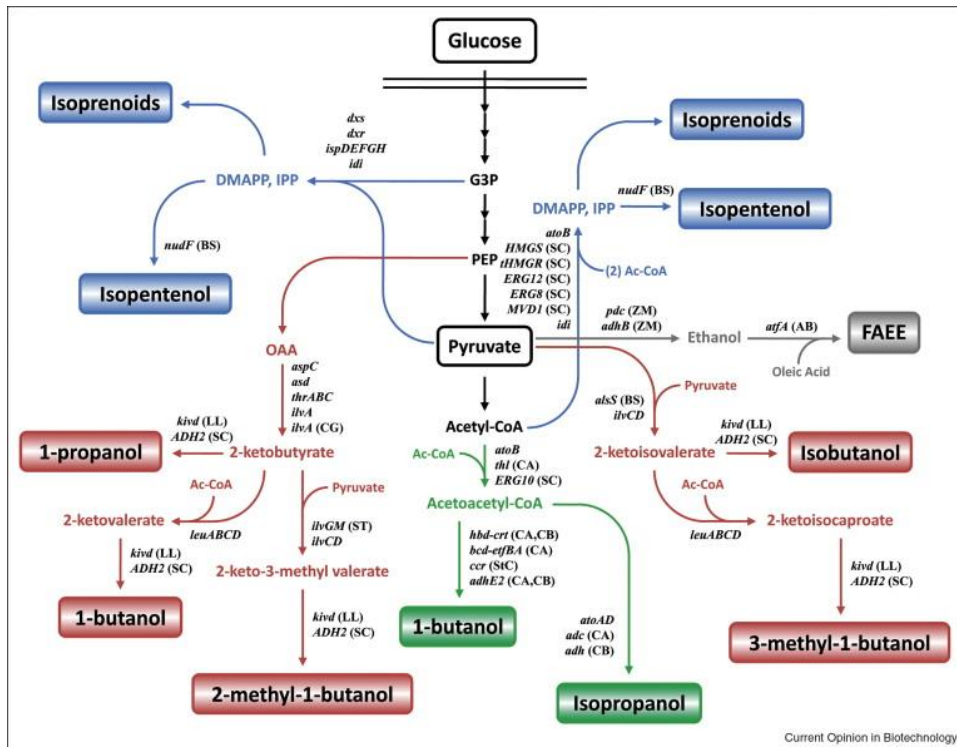 Glucose
Isoprenoids
dxs
dxr
ispDEFGH
idi
DMAPP, IPP
G3P
nudF (BS)
Isopentenol
PEP
Isoprenoids
DMAPP, IPP
nudF (BS)
Isopentenol
atoB
HMGS (SC)
tHMGR (SC)
ERG12 (SC)
ERG8 (SC)
MVD1 (SC)
idi
(2) Ac-CoA
Pyruvate
pdc (ZM)
adhB (ZM)
Ethanol
atfA (AB)
FAEE
Oleic Acid
OAA
aspC
asd
thrABC
ilvA
ilvA (CG)
kivd (LL)
ADH2 (SC)
1-propanol
2-ketobutyrate
Ac-CoA
Pyruvate
2-ketovalerate
leuABCD
ilvGM (ST)
ilvCD
kivd (LL)
ADH2 (SC)
2-keto-3-methyl valerate
1-butanol
kivd (LL)
ADH2 (SC)
2-methyl-1-butanol
Acetyl-CoA
Ac-CoA
atoB
thl (CA)
ERG10 (SC)
Acetoacetyl-CoA
hbd-crt (CA,CB)
bcd-etfBA (CA)
ccr (StC)
adhE2 (CA,CB)
1-butanol
atoAD
adc (CA)
adh (CB)
Isopropanol
Pyruvate
alsS (BS)
ilvCD
kivd (LL)
ADH2 (SC)
2-ketoisovalerate
Isobutanol
Ac-CoA
leuABCD
2-ketoisocaproate
kivd (LL)
ADH2 (SC)
3-methyl-1-butanol
Current Opinion in Biotechnology